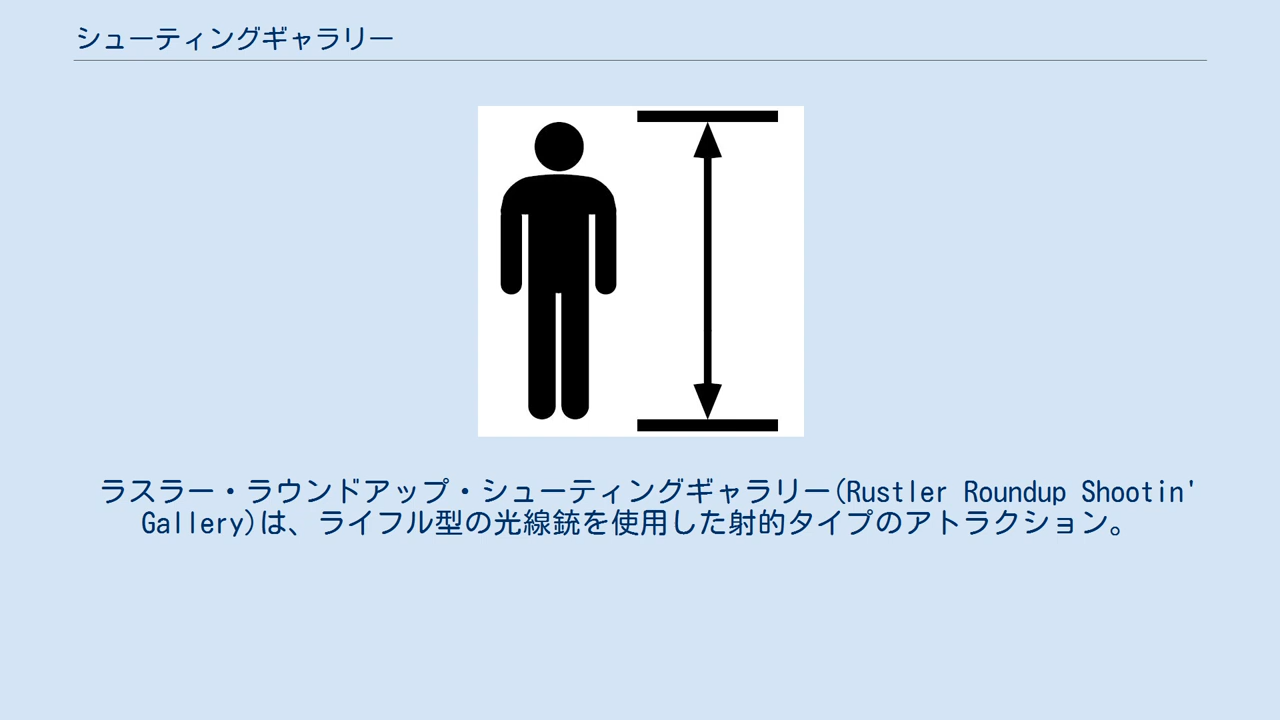 シューティングギャラリー
ラスラー・ラウンドアップ・シューティングギャラリー(Rustler Roundup Shootin'
Gallery)は、ライフル型の光線銃を使用した射的タイプのアトラクション。